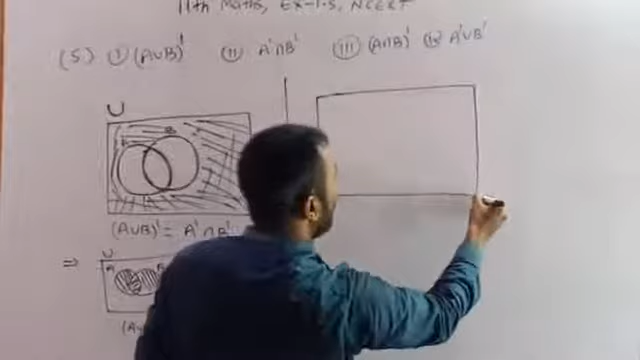 11th Maths, Ex-1.5, NCERT
(5) (i) (A∪B)' (ii) A'∩B' (iii) (A∩B)' (iv) A'∪B'
U
A B
(A∪B)' = A'∩B'
⇒ U
A